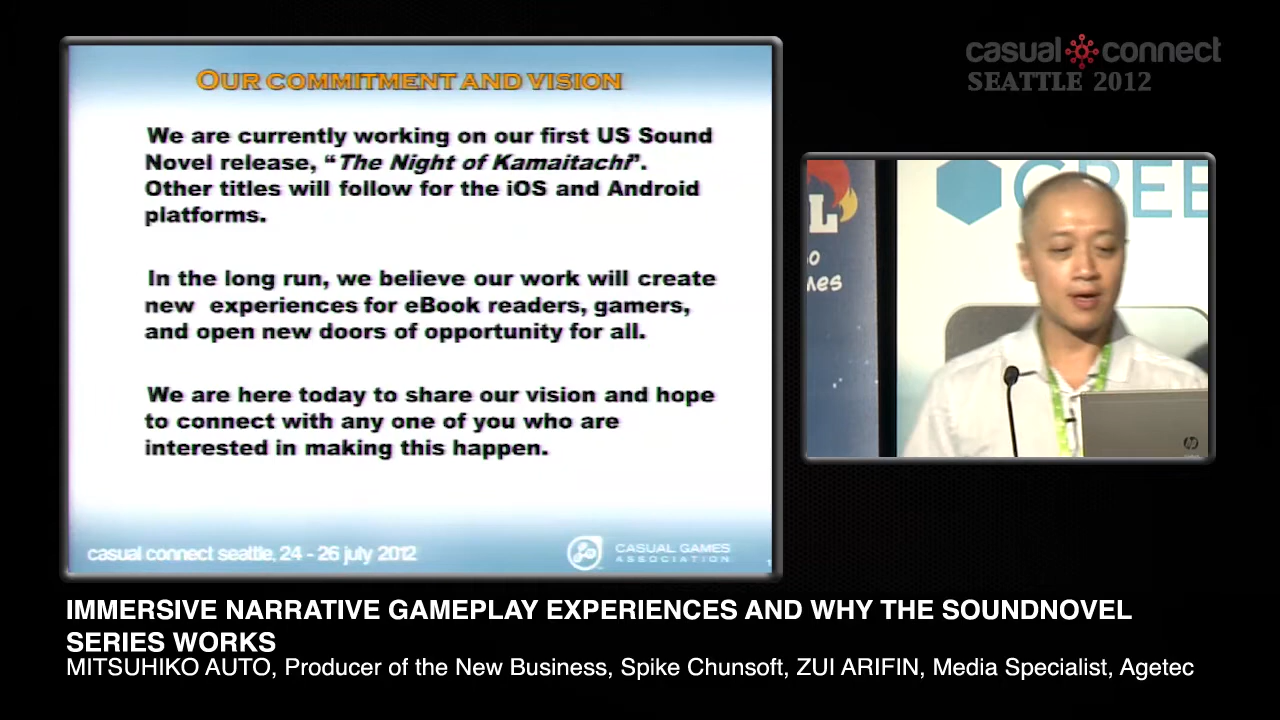 OUR COMMITMENT AND VISION
We are currently working on our first US Sound
Novel release, “The Night of Kamaitachi”.
Other titles will follow for the iOS and Android
platforms.
In the long run, we believe our work will create
new experiences for eBook readers, gamers,
and open new doors of opportunity for all.
We are here today to share our vision and hope
to connect with any one of you who are
interested in making this happen.
casual connect seattle, 24 - 26 july 2012
CASUAL GAMES
ASSOCIATION
casual connect
SEATTLE 2012
GREE
hp
IMMERSIVE NARRATIVE GAMEPLAY EXPERIENCES AND WHY THE SOUNDNOVEL
SERIES WORKS
MITSUHIKO AUTO, Producer of the New Business, Spike Chunsoft, ZUI ARIFIN, Media Specialist, Agetec